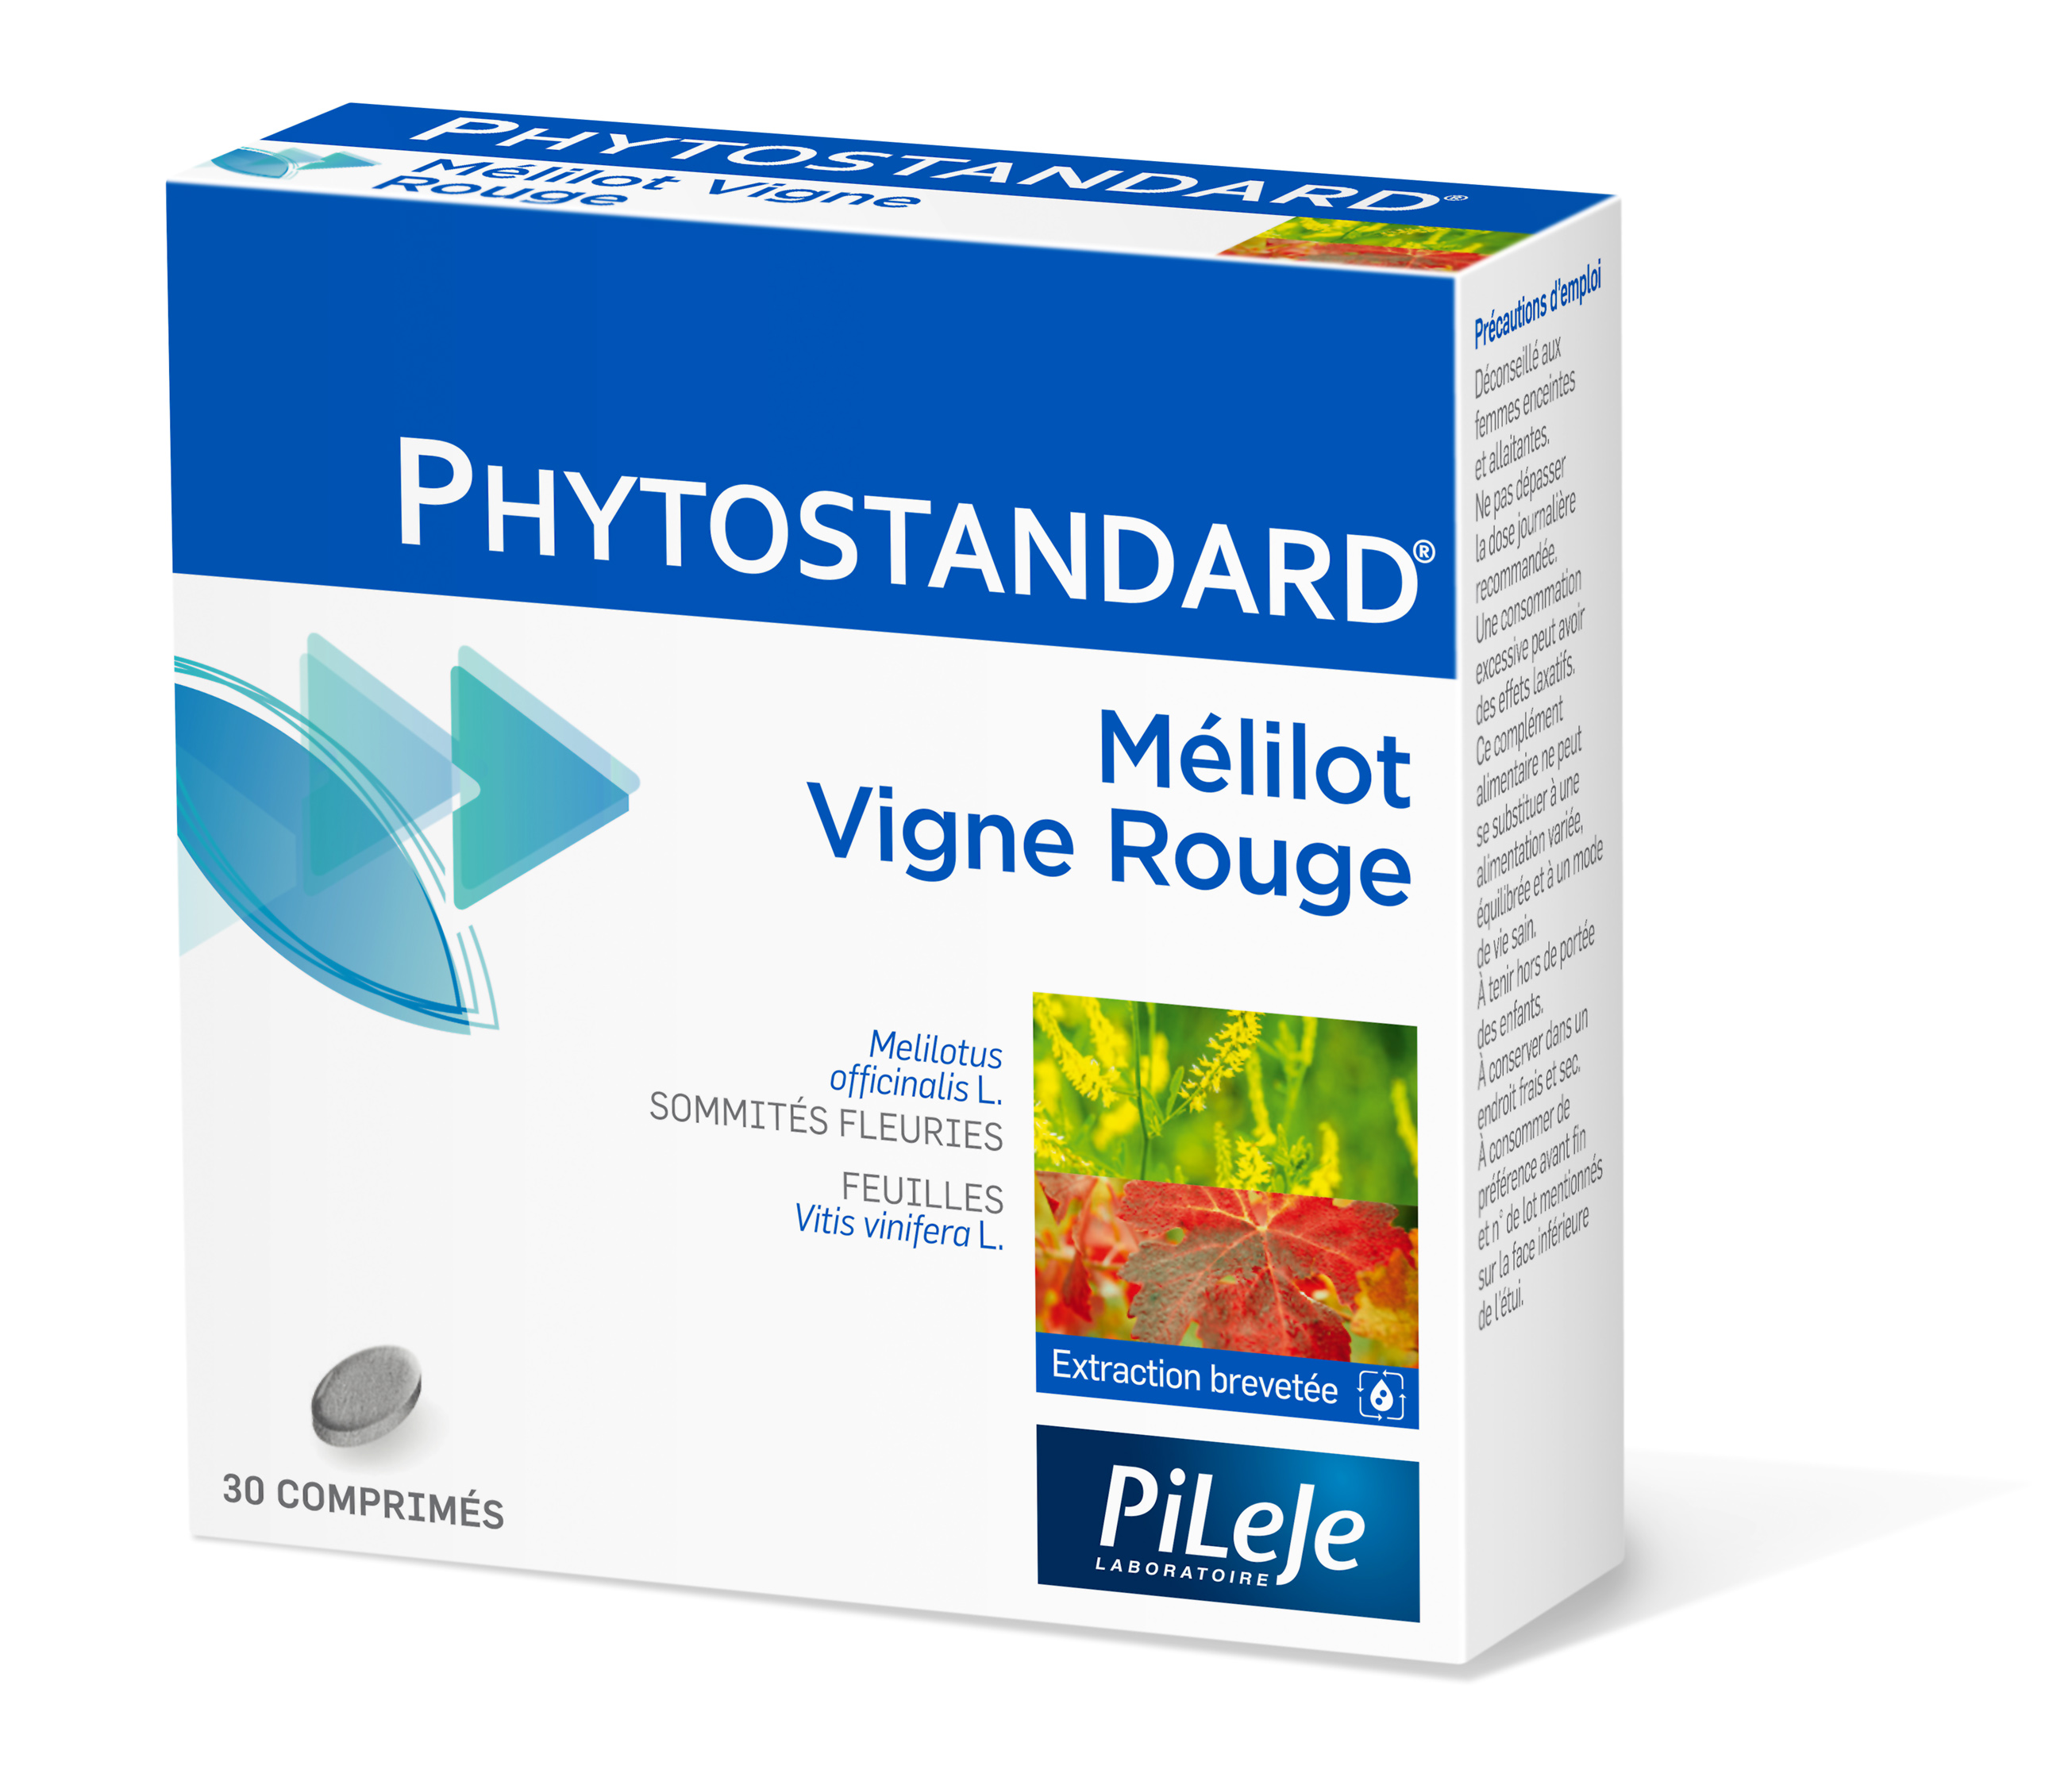 PHYTOSTANDARD®
Mélilot Vigne
Rouge
PHYTOSTANDARD®
Mélilot
Vigne Rouge
Melilotus
officinalis L.
SOMMITÉS FLEURIES
FEUILLES
Vitis vinifera L.
Extraction brevetée
PiLeJe
LABORATOIRE
30 COMPRIMÉS
Précautions d'emploi
Déconseillé aux
femmes enceintes
et allaitantes.
Ne pas dépasser
la dose journalière
recommandée.
Une consommation
excessive peut avoir
des effets laxatifs.
Ce complément
alimentaire ne peut
se substituer à une
alimentation variée,
équilibrée et à un mode
de vie sain.
À tenir hors de portée
des enfants.
À conserver dans un
endroit frais et sec.
À consommer de
préférence avant fin
et n° de lot mentionnés
sur la face inférieure
de l'étui.